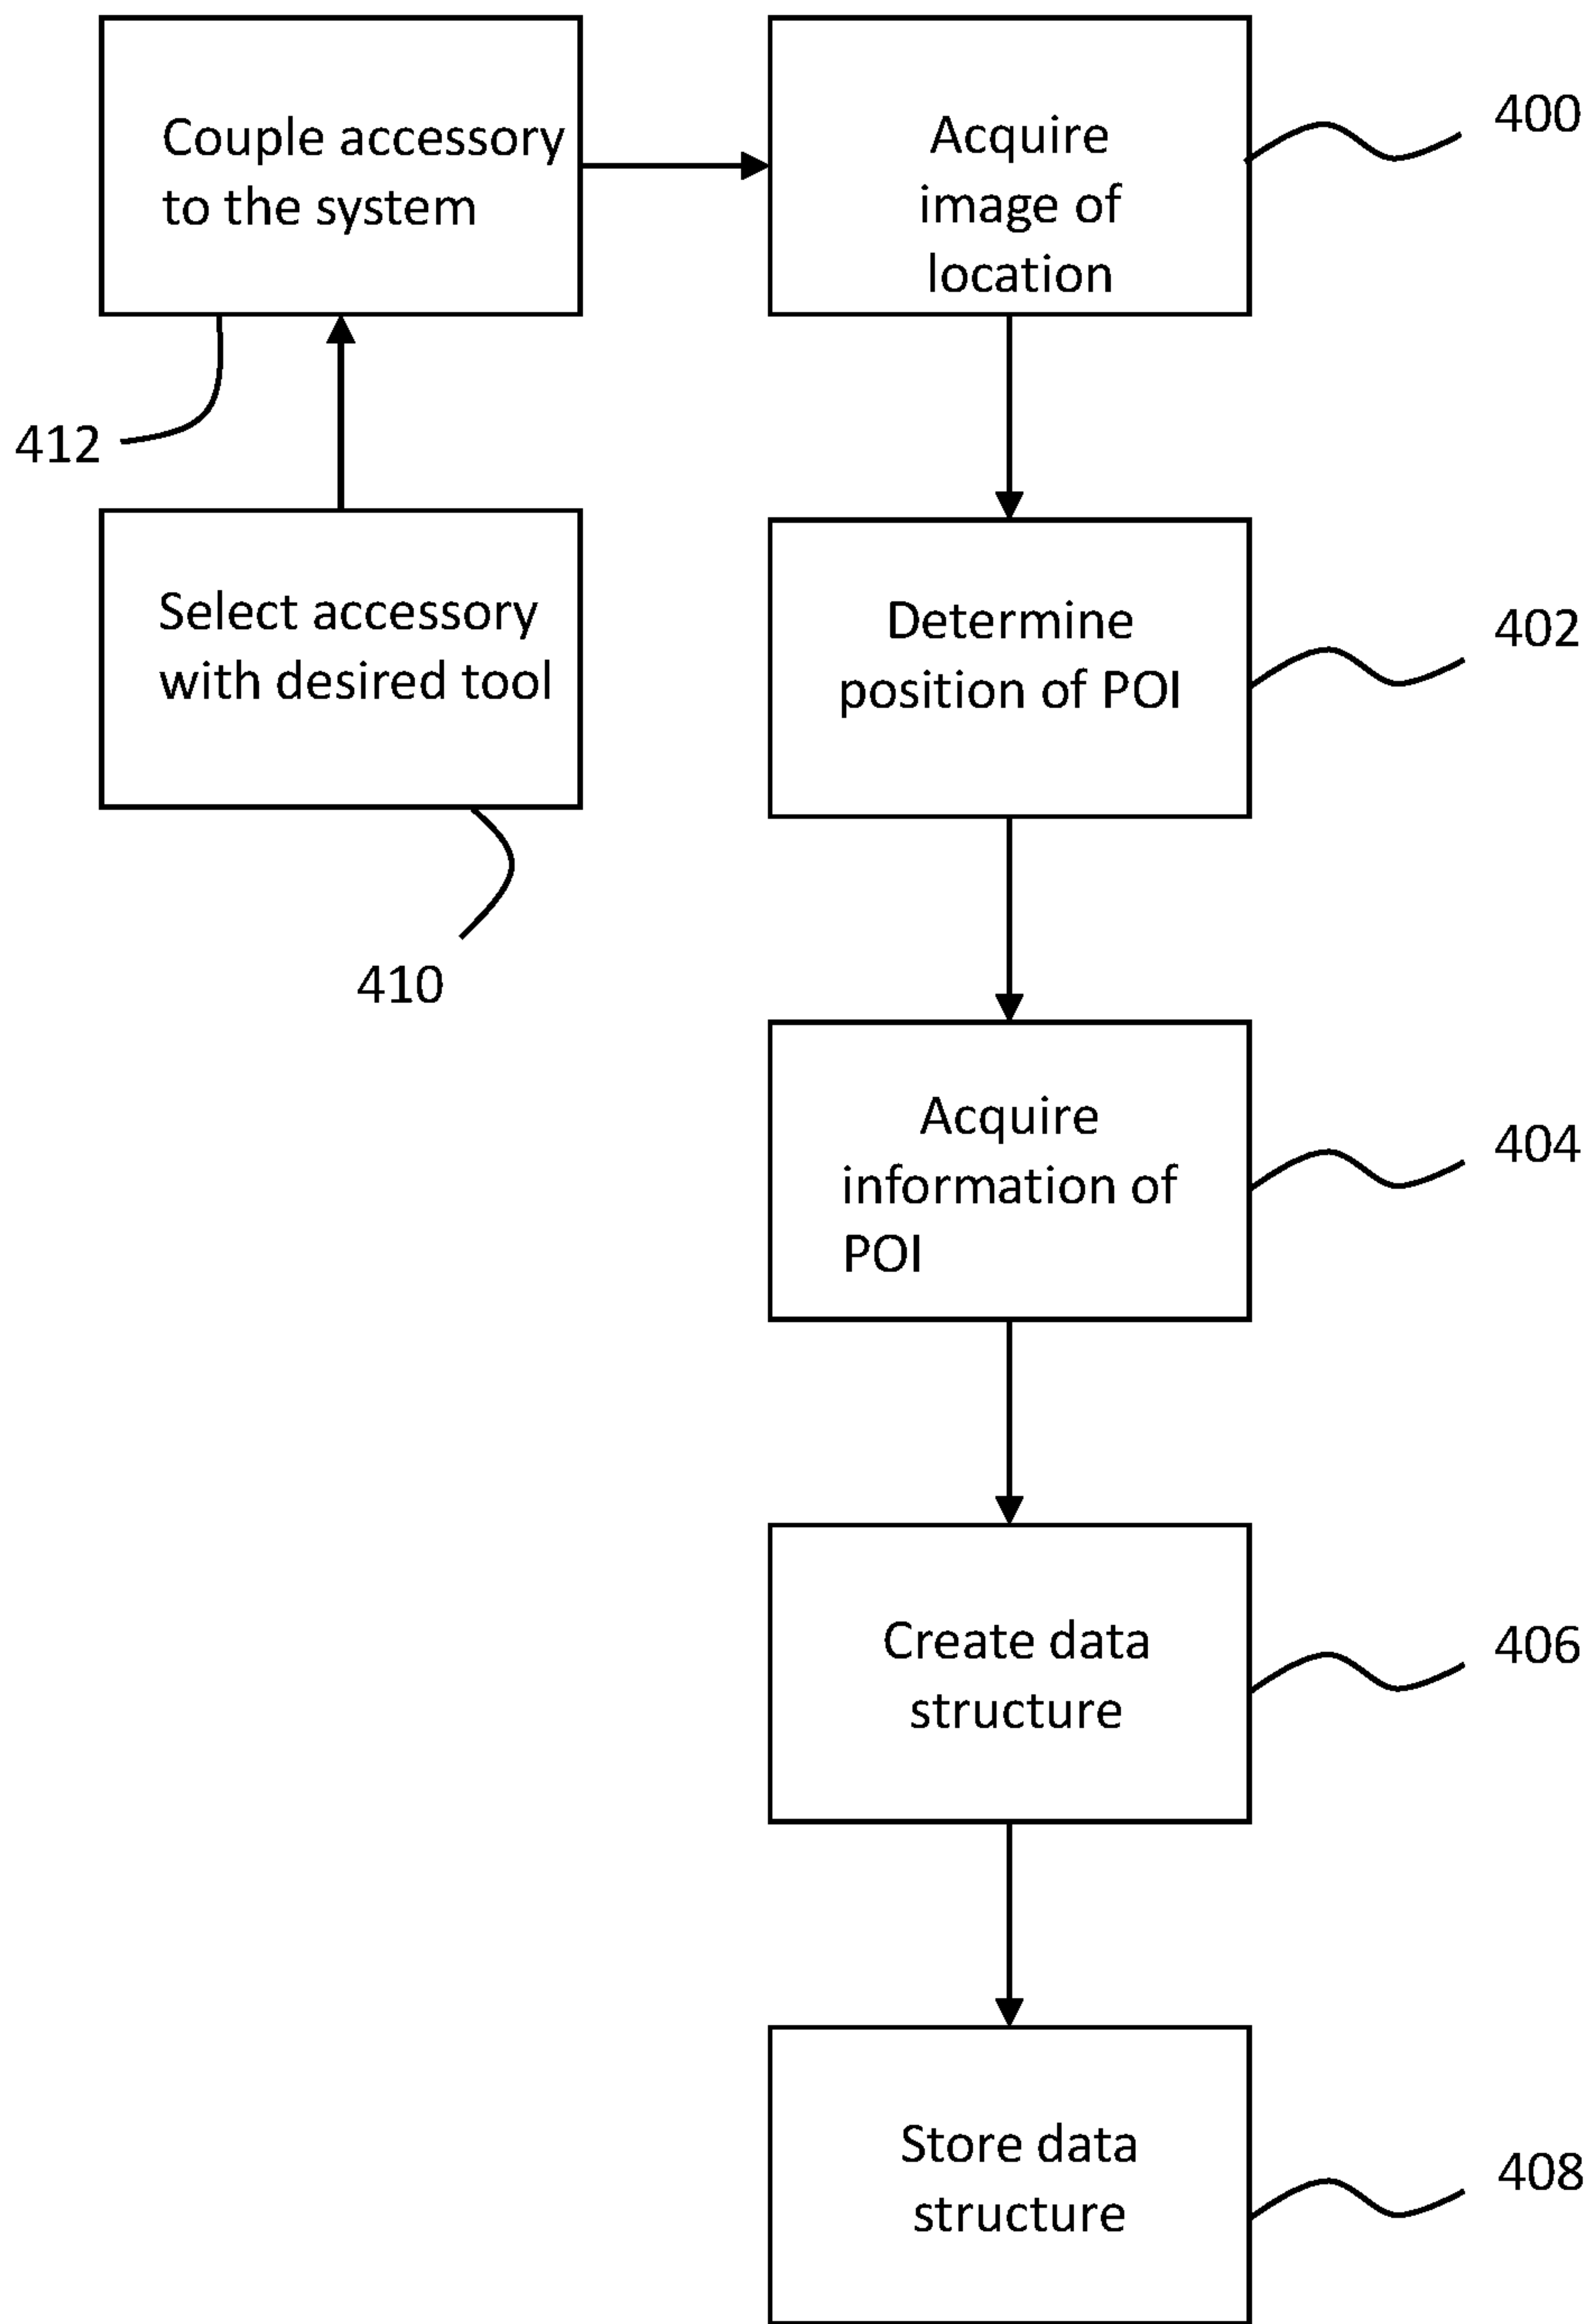 Couple accessory
to the system
412
Select accessory
with desired tool
410
Acquire
image of
location
400
Determine
position of POI
402
Acquire
information of
POI
404
Create data
structure
406
Store data
structure
408